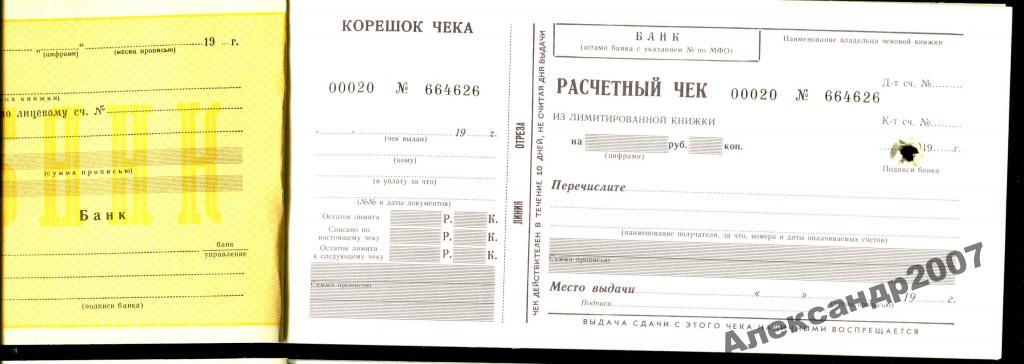 „ “ 19 г.
(цифрами) (месяц прописью)
ца книжки)
по лицевому сч. №
(сумма прописью)
Банк
банк
управление
(подписи банка)
КОРЕШОК ЧЕКА
00020 № 664626
„ “ 19 г.
(чек выдан)
(кому)
(в уплату за что)
(№№ и даты документов)
Остаток лимита Р. К.
Списано по
настоящему чеку Р. К.
Остаток лимита
к следующему чеку Р. К.
Сумма прописью
ЛИНИЯ ОТРЕЗА
ЧЕК ДЕЙСТВИТЕЛЕН В ТЕЧЕНИЕ 10 ДНЕЙ, НЕ СЧИТАЯ ДНЯ ВЫДАЧИ
БАНК
(штамп банка с указанием № по МФО)
Наименование владельца чековой книжки
РАСЧЕТНЫЙ ЧЕК 00020 № 664626
Д-т сч. №
ИЗ ЛИМИТИРОВАННОЙ КНИЖКИ
К-т сч. №
на руб. коп.
(цифрами)
19 г.
Подписи банка
Перечислите
(наименование получателя, за что, номера и даты оплачиваемых счетов)
Сумма прописью
Место выдачи « » 19 г.
Подписи
ВЫДАЧА СДАЧИ С ЭТОГО ЧЕКА НАЛИЧНЫМИ ВОСПРЕЩАЕТСЯ
Александр2007